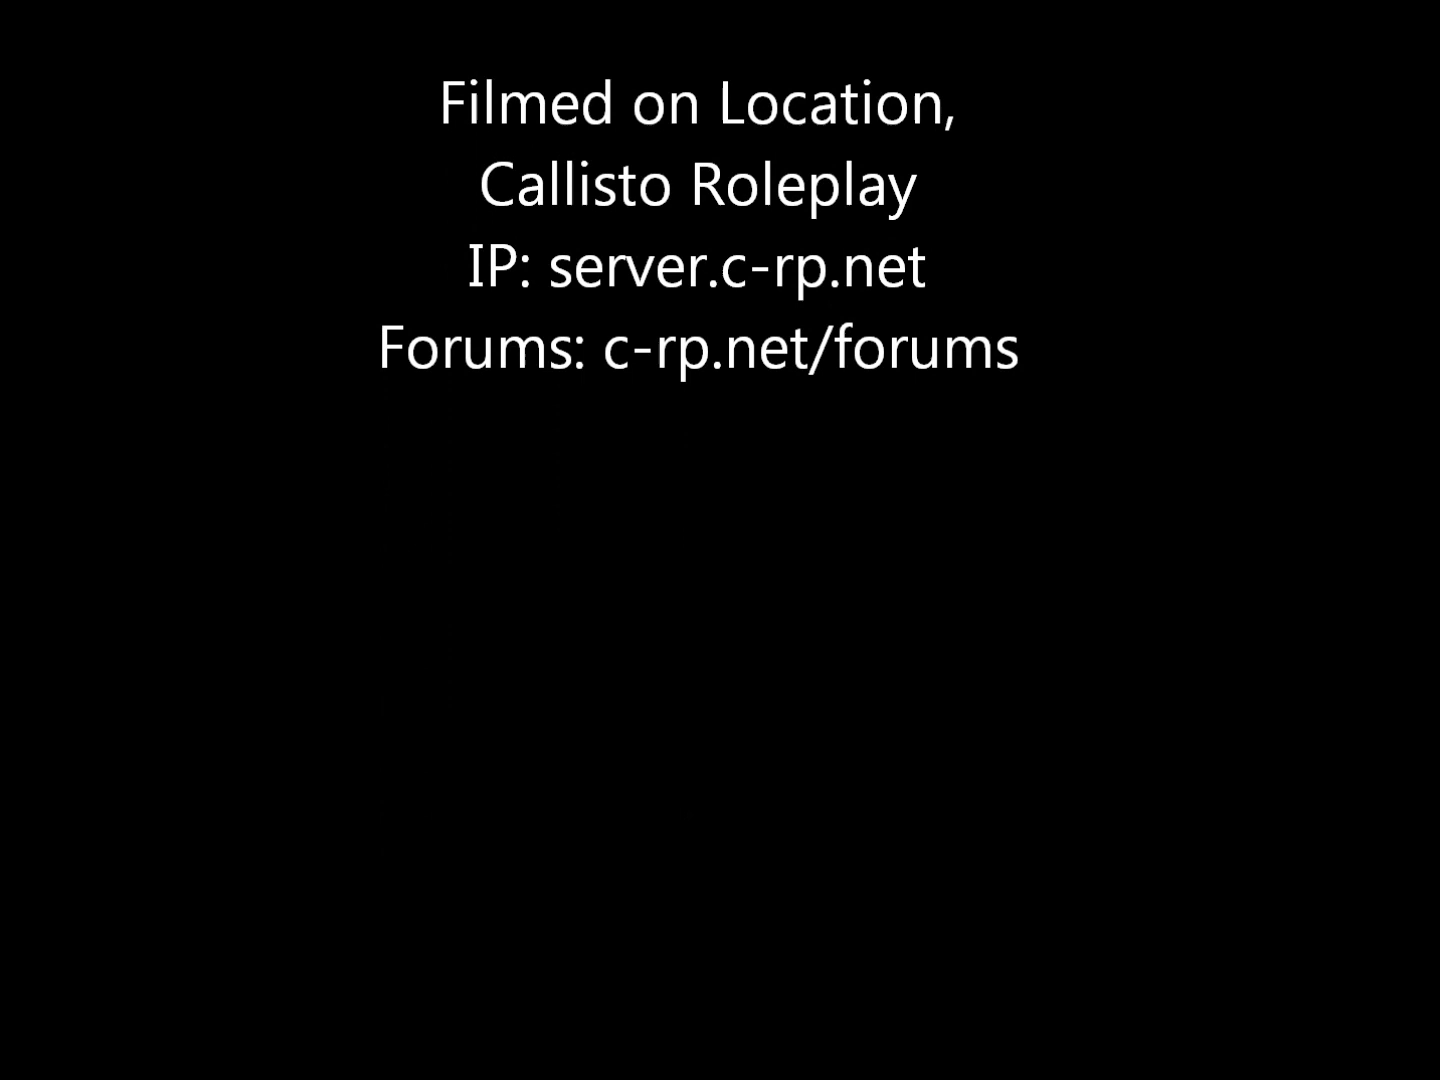 Filmed on Location,
Callisto Roleplay
IP: server.c-rp.net
Forums: c-rp.net/forums